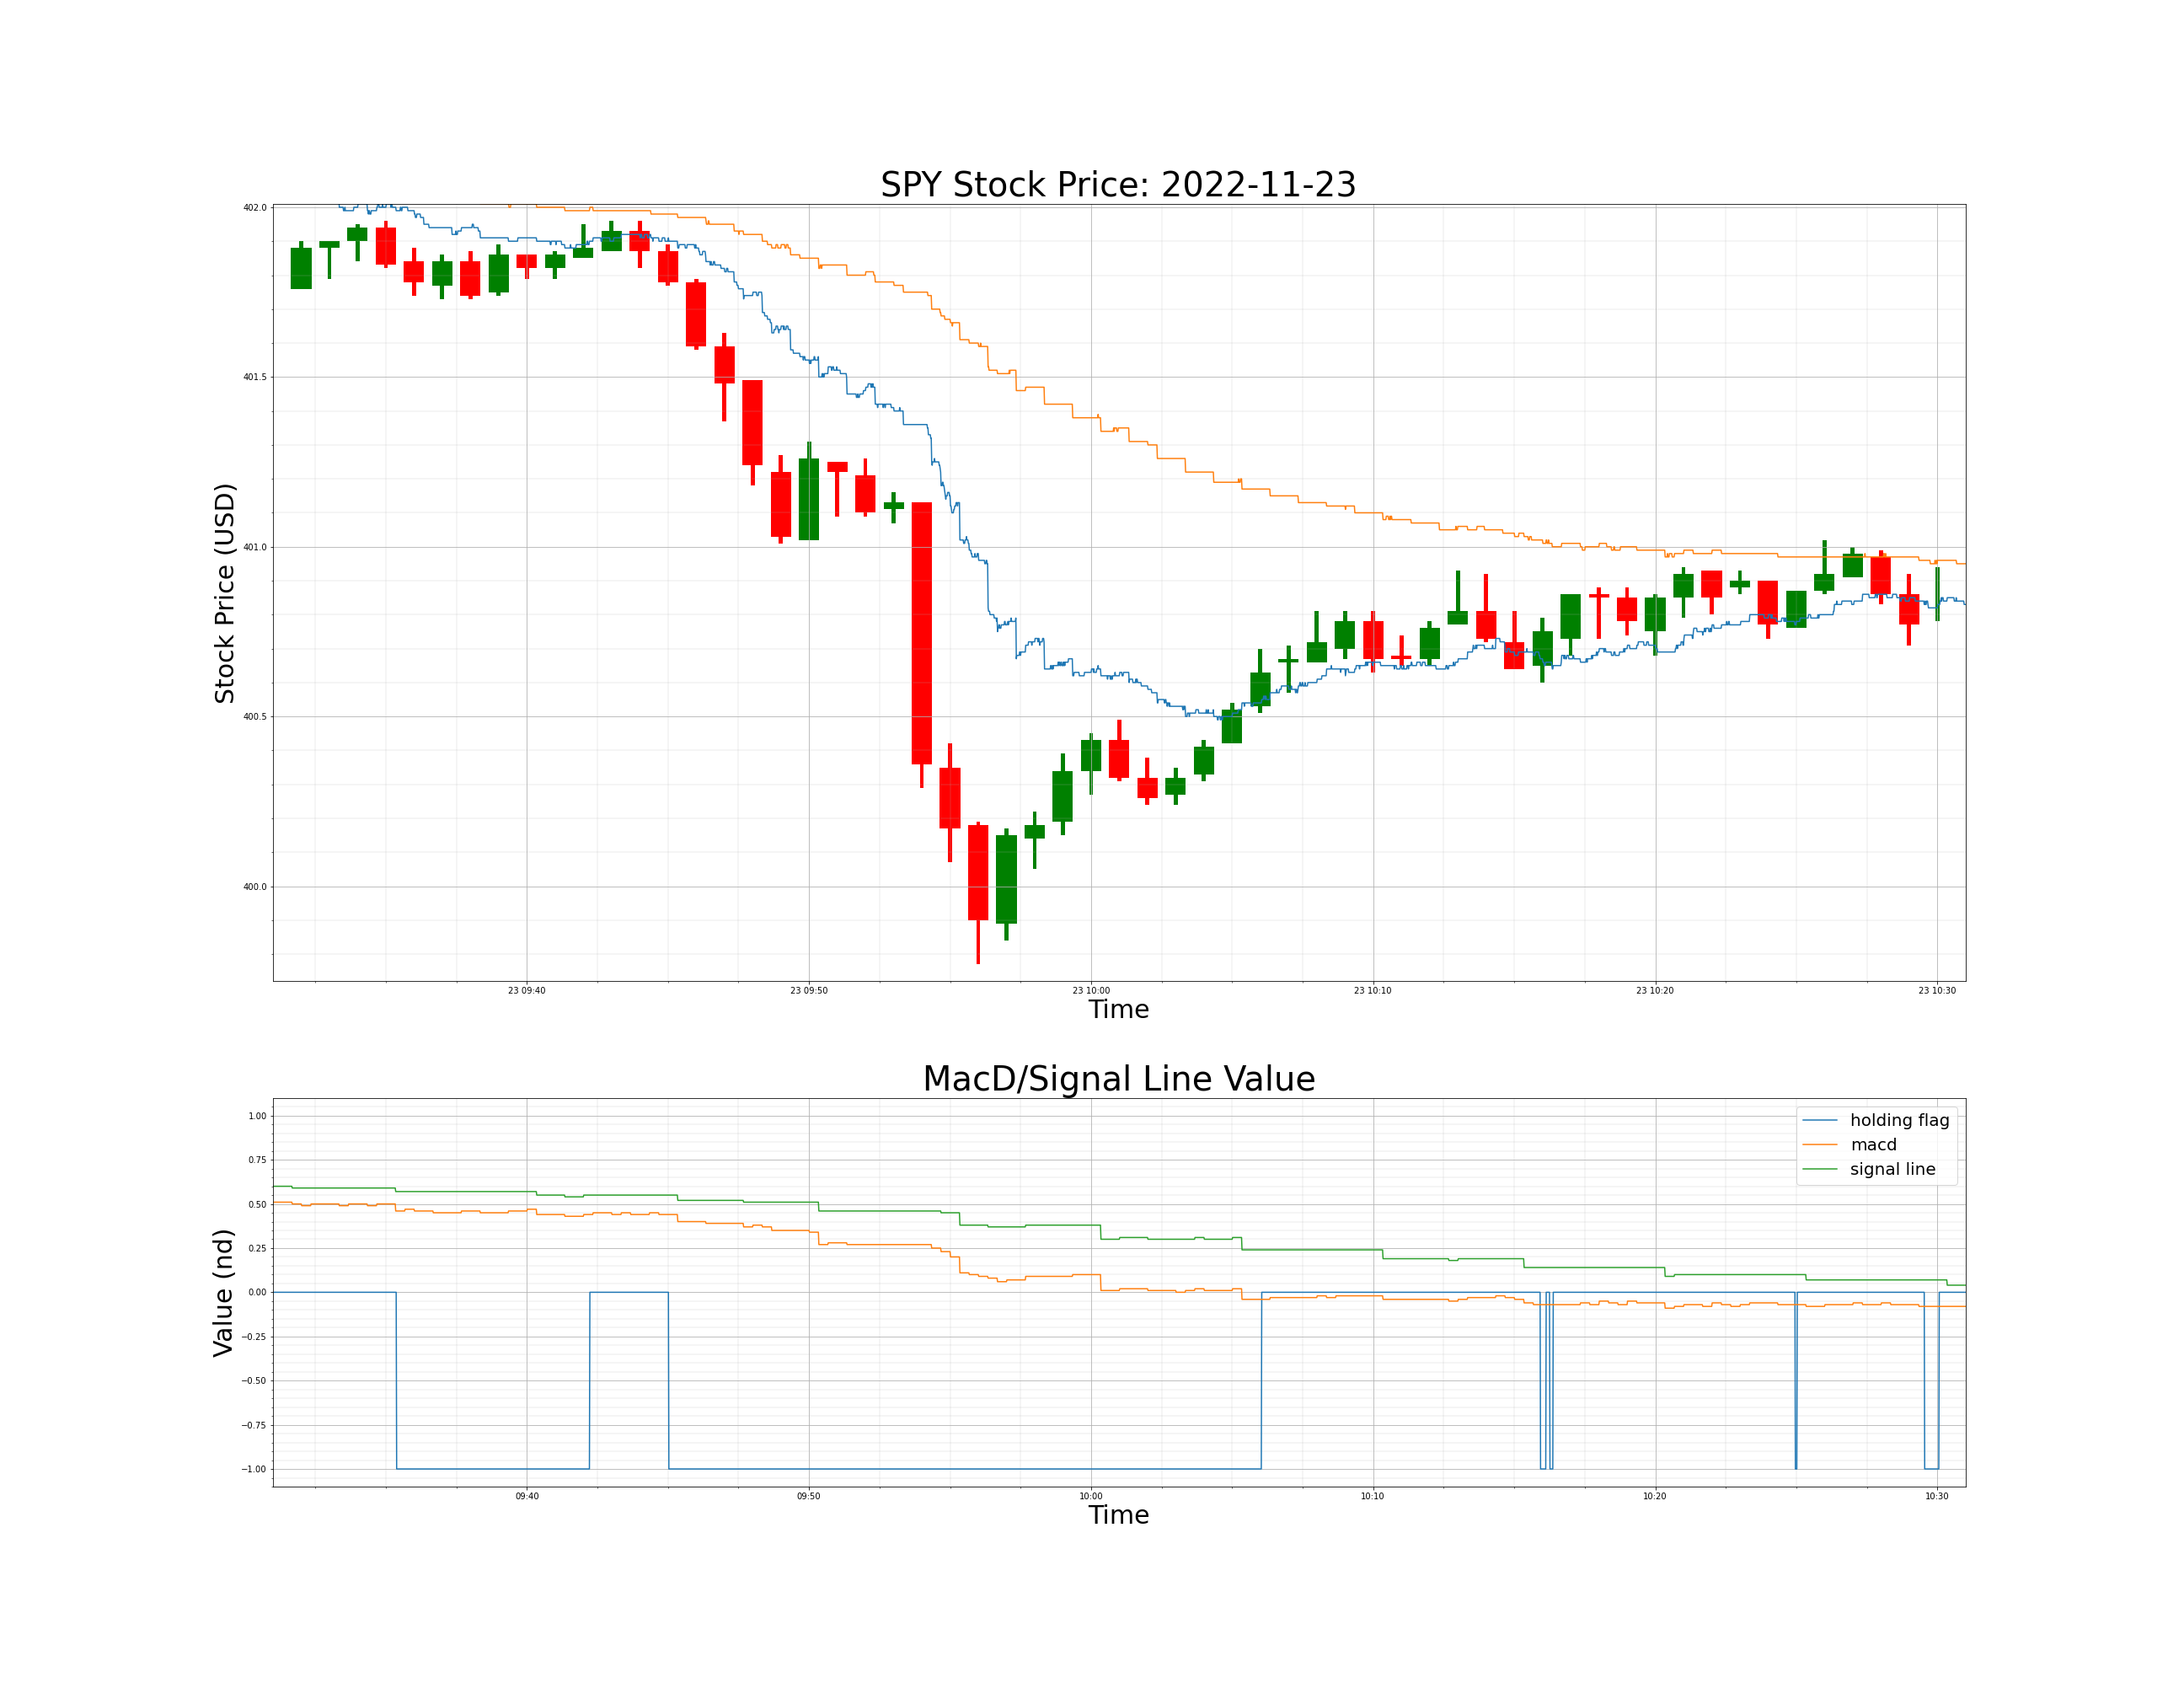 SPY Stock Price: 2022-11-23
Stock Price (USD)
402.0
401.5
401.0
400.5
400.0
23 09:40
23 09:50
23 10:00
23 10:10
23 10:20
23 10:30
Time
MacD/Signal Line Value
Value (nd)
1.00
0.75
0.50
0.25
0.00
−0.25
−0.50
−0.75
−1.00
holding flag
macd
signal line
09:40
09:50
10:00
10:10
10:20
10:30
Time